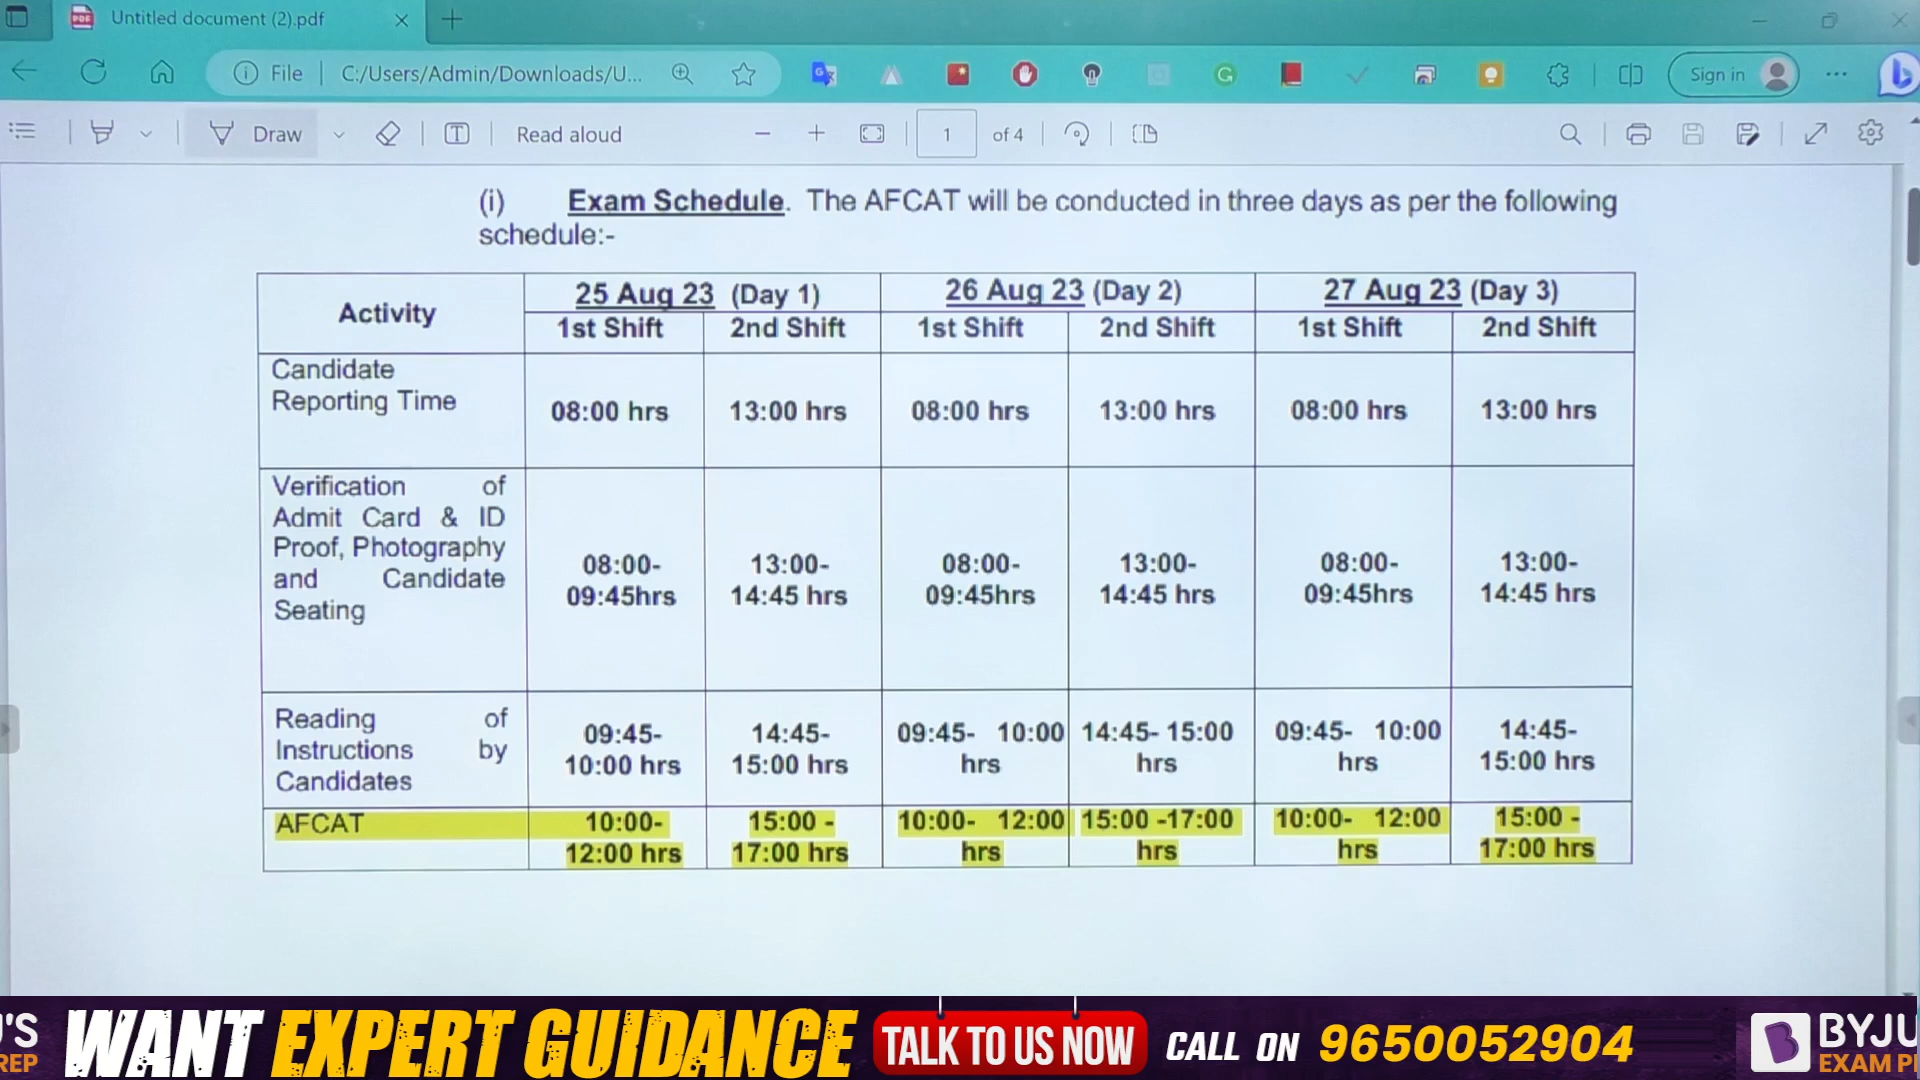 Untitled document (2).pdf
File
C:/Users/Admin/Downloads/U...
Sign in
Draw
Read aloud
1
of 4
(i) Exam Schedule. The AFCAT will be conducted in three days as per the following
schedule:-
Activity
25 Aug 23 (Day 1)
26 Aug 23 (Day 2)
27 Aug 23 (Day 3)
1st Shift
2nd Shift
1st Shift
2nd Shift
1st Shift
2nd Shift
Candidate
Reporting Time
08:00 hrs
13:00 hrs
08:00 hrs
13:00 hrs
08:00 hrs
13:00 hrs
Verification of
Admit Card & ID
Proof, Photography
and Candidate
Seating
08:00-
09:45hrs
13:00-
14:45 hrs
08:00-
09:45hrs
13:00-
14:45 hrs
08:00-
09:45hrs
13:00-
14:45 hrs
Reading of
Instructions by
Candidates
09:45-
10:00 hrs
14:45-
15:00 hrs
09:45- 10:00
hrs
14:45- 15:00
hrs
09:45- 10:00
hrs
14:45-
15:00 hrs
AFCAT
10:00-
12:00 hrs
15:00 -
17:00 hrs
10:00- 12:00
hrs
15:00 -17:00
hrs
10:00- 12:00
hrs
15:00 -
17:00 hrs
J'S
REP
WANT EXPERT GUIDANCE
TALK TO US NOW
CALL ON 9650052904
BYJU
EXAM P